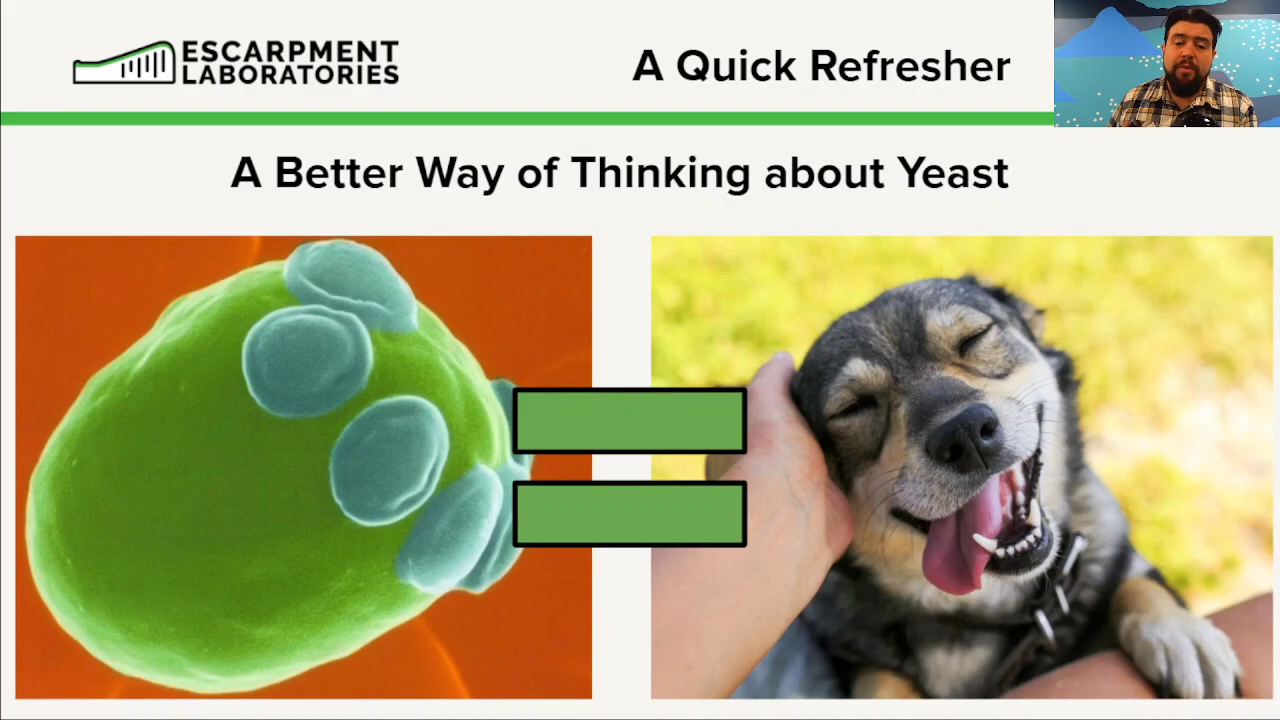 ESCARPMENT
LABORATORIES
A Quick Refresher
A Better Way of Thinking about Yeast